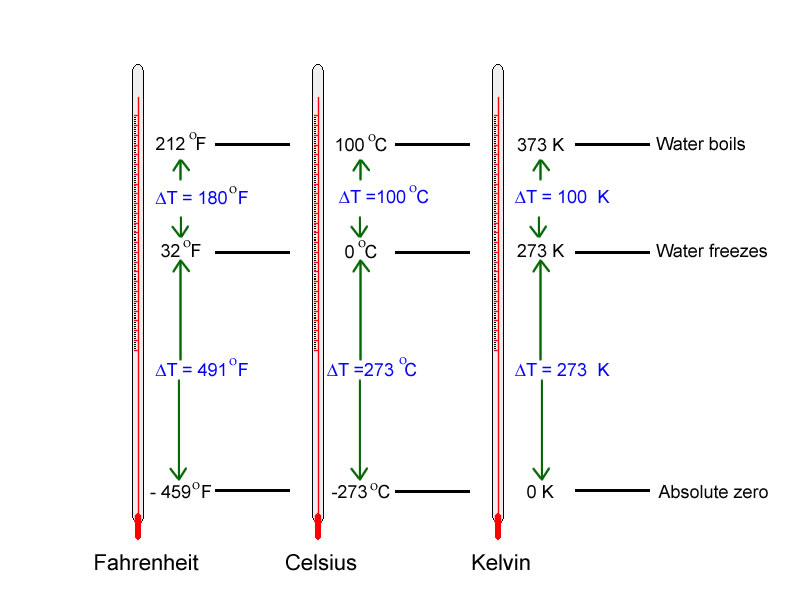 212 °F 100 °C 373 K Water boils
ΔT = 180°F ΔT =100°C ΔT = 100 K
32°F 0°C 273 K Water freezes
ΔT = 491°F ΔT =273 °C ΔT = 273 K
- 459°F -273°C 0 K Absolute zero
Fahrenheit Celsius Kelvin